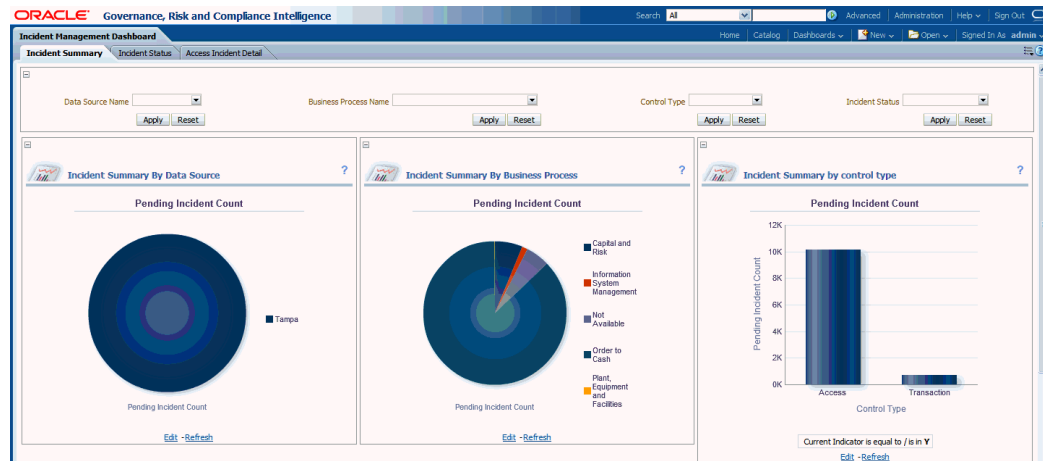 ORACLE Governance, Risk and Compliance Intelligence
Search All Advanced Administration Help Sign Out
Incident Management Dashboard
Home Catalog Dashboards New Open Signed In As admin
Incident Summary Incident Status Access Incident Detail
Data Source Name Business Process Name Control Type Incident Status
Apply Reset Apply Reset Apply Reset Apply Reset
Incident Summary By Data Source ?
Pending Incident Count
Tampa
Pending Incident Count
Edit -Refresh
Incident Summary By Business Process ?
Pending Incident Count
Capital and
Risk
Information
System
Management
Not
Available
Order to
Cash
Plant,
Equipment
and
Facilities
Pending Incident Count
Edit -Refresh
Incident Summary by control type ?
Pending Incident Count
12K
10K
8K
6K
4K
2K
0K
Pending Incident Count
Access Transaction
Control Type
Current Indicator is equal to / is in Y
Edit -Refresh